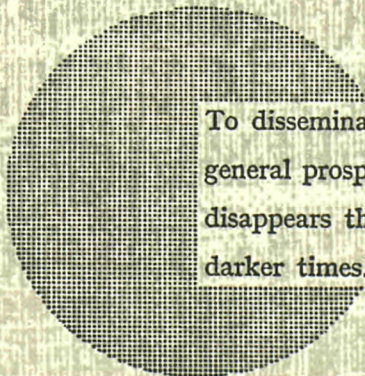 To dissemina
general prosp
disappears th
darker times.